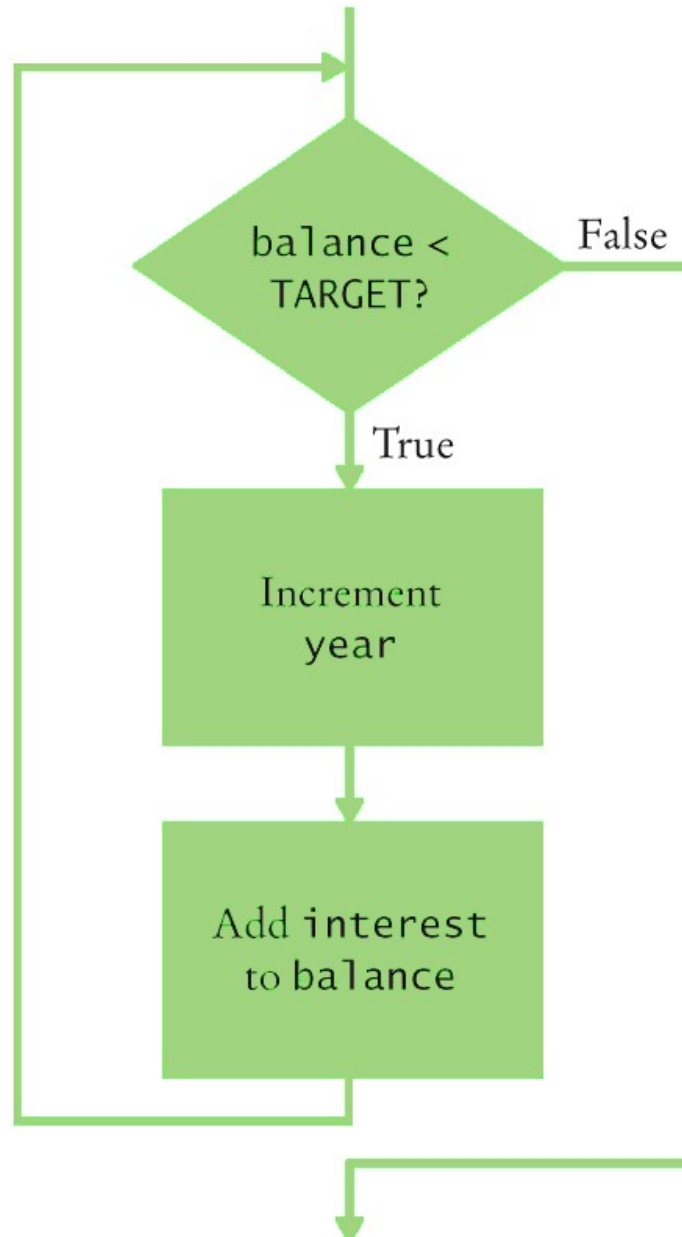 balance <
TARGET?
False
True
Increment
year
Add interest
to balance